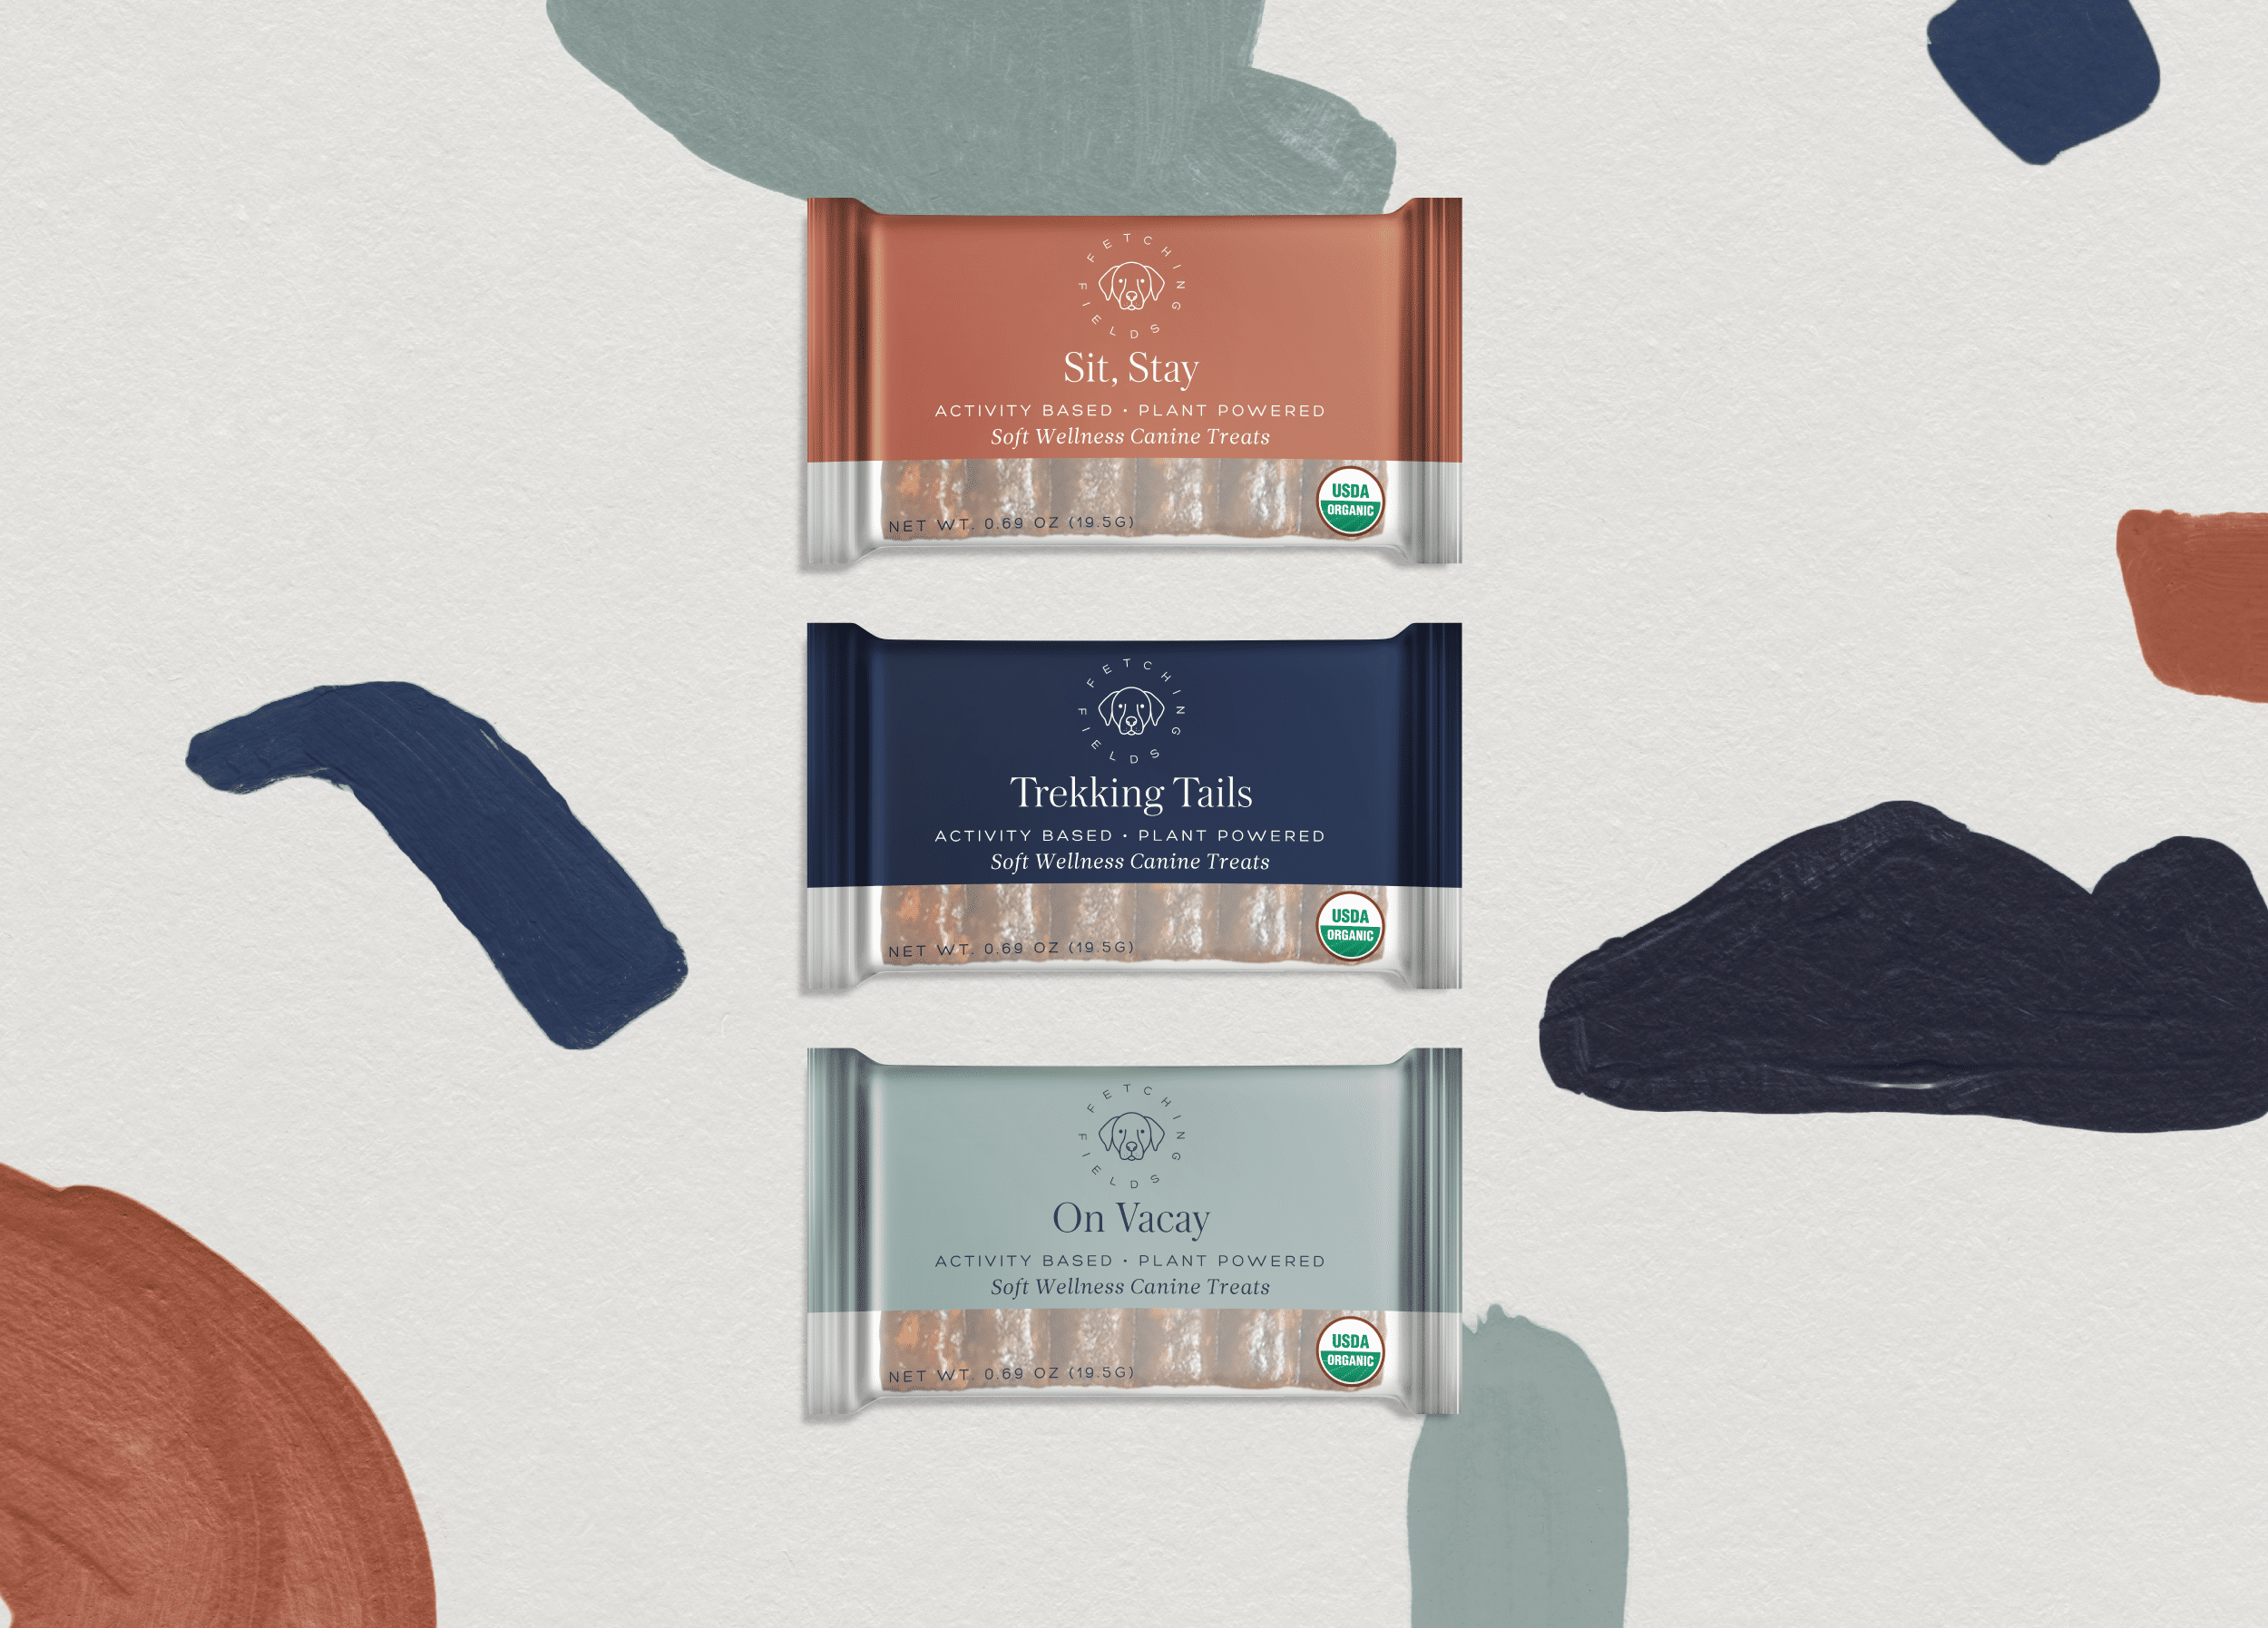 FETCHING FIELDS
Sit, Stay
ACTIVITY BASED • PLANT POWERED
Soft Wellness Canine Treats
NET WT. 0.69 OZ (19.5G)
USDA
ORGANIC
FETCHING FIELDS
Trekking Tails
ACTIVITY BASED • PLANT POWERED
Soft Wellness Canine Treats
NET WT. 0.69 OZ (19.5G)
USDA
ORGANIC
FETCHING FIELDS
On Vacay
ACTIVITY BASED • PLANT POWERED
Soft Wellness Canine Treats
NET WT. 0.69 OZ (19.5G)
USDA
ORGANIC